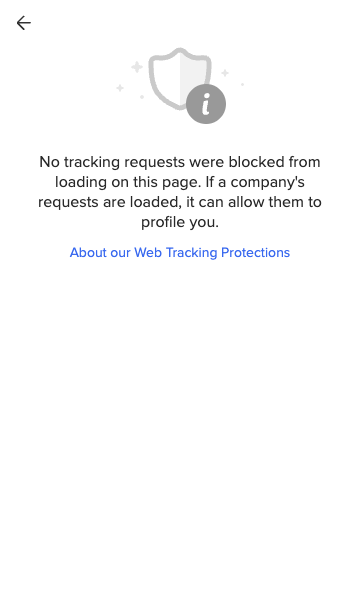 No tracking requests were blocked from
loading on this page. If a company's
requests are loaded, it can allow them to
profile you.
About our Web Tracking Protections